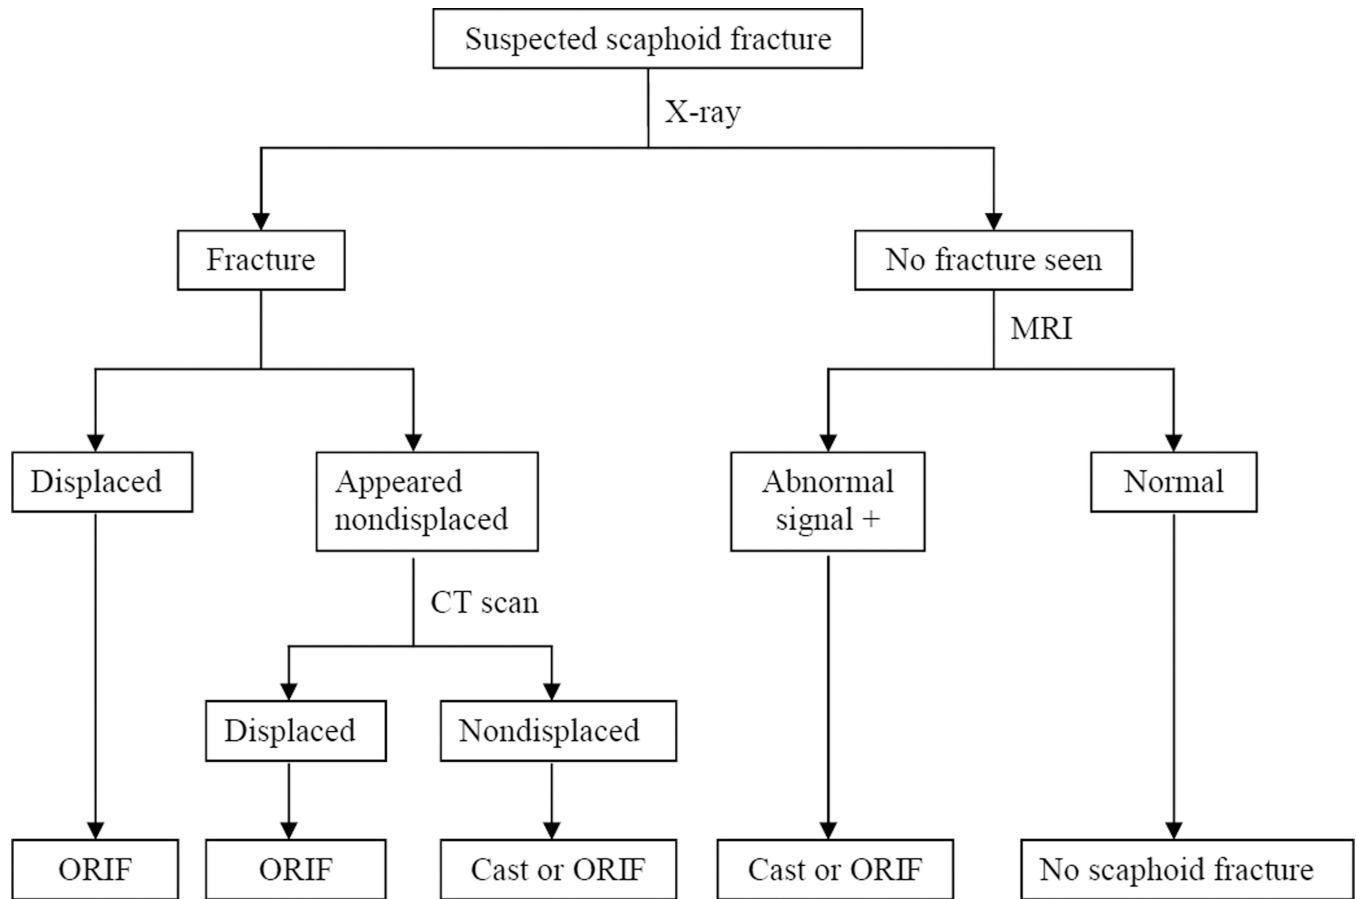 Suspected scaphoid fracture
X-ray
Fracture
No fracture seen
MRI
Displaced
Appeared
nondisplaced
Abnormal
signal +
Normal
CT scan
Displaced
Nondisplaced
ORIF
ORIF
Cast or ORIF
Cast or ORIF
No scaphoid fracture